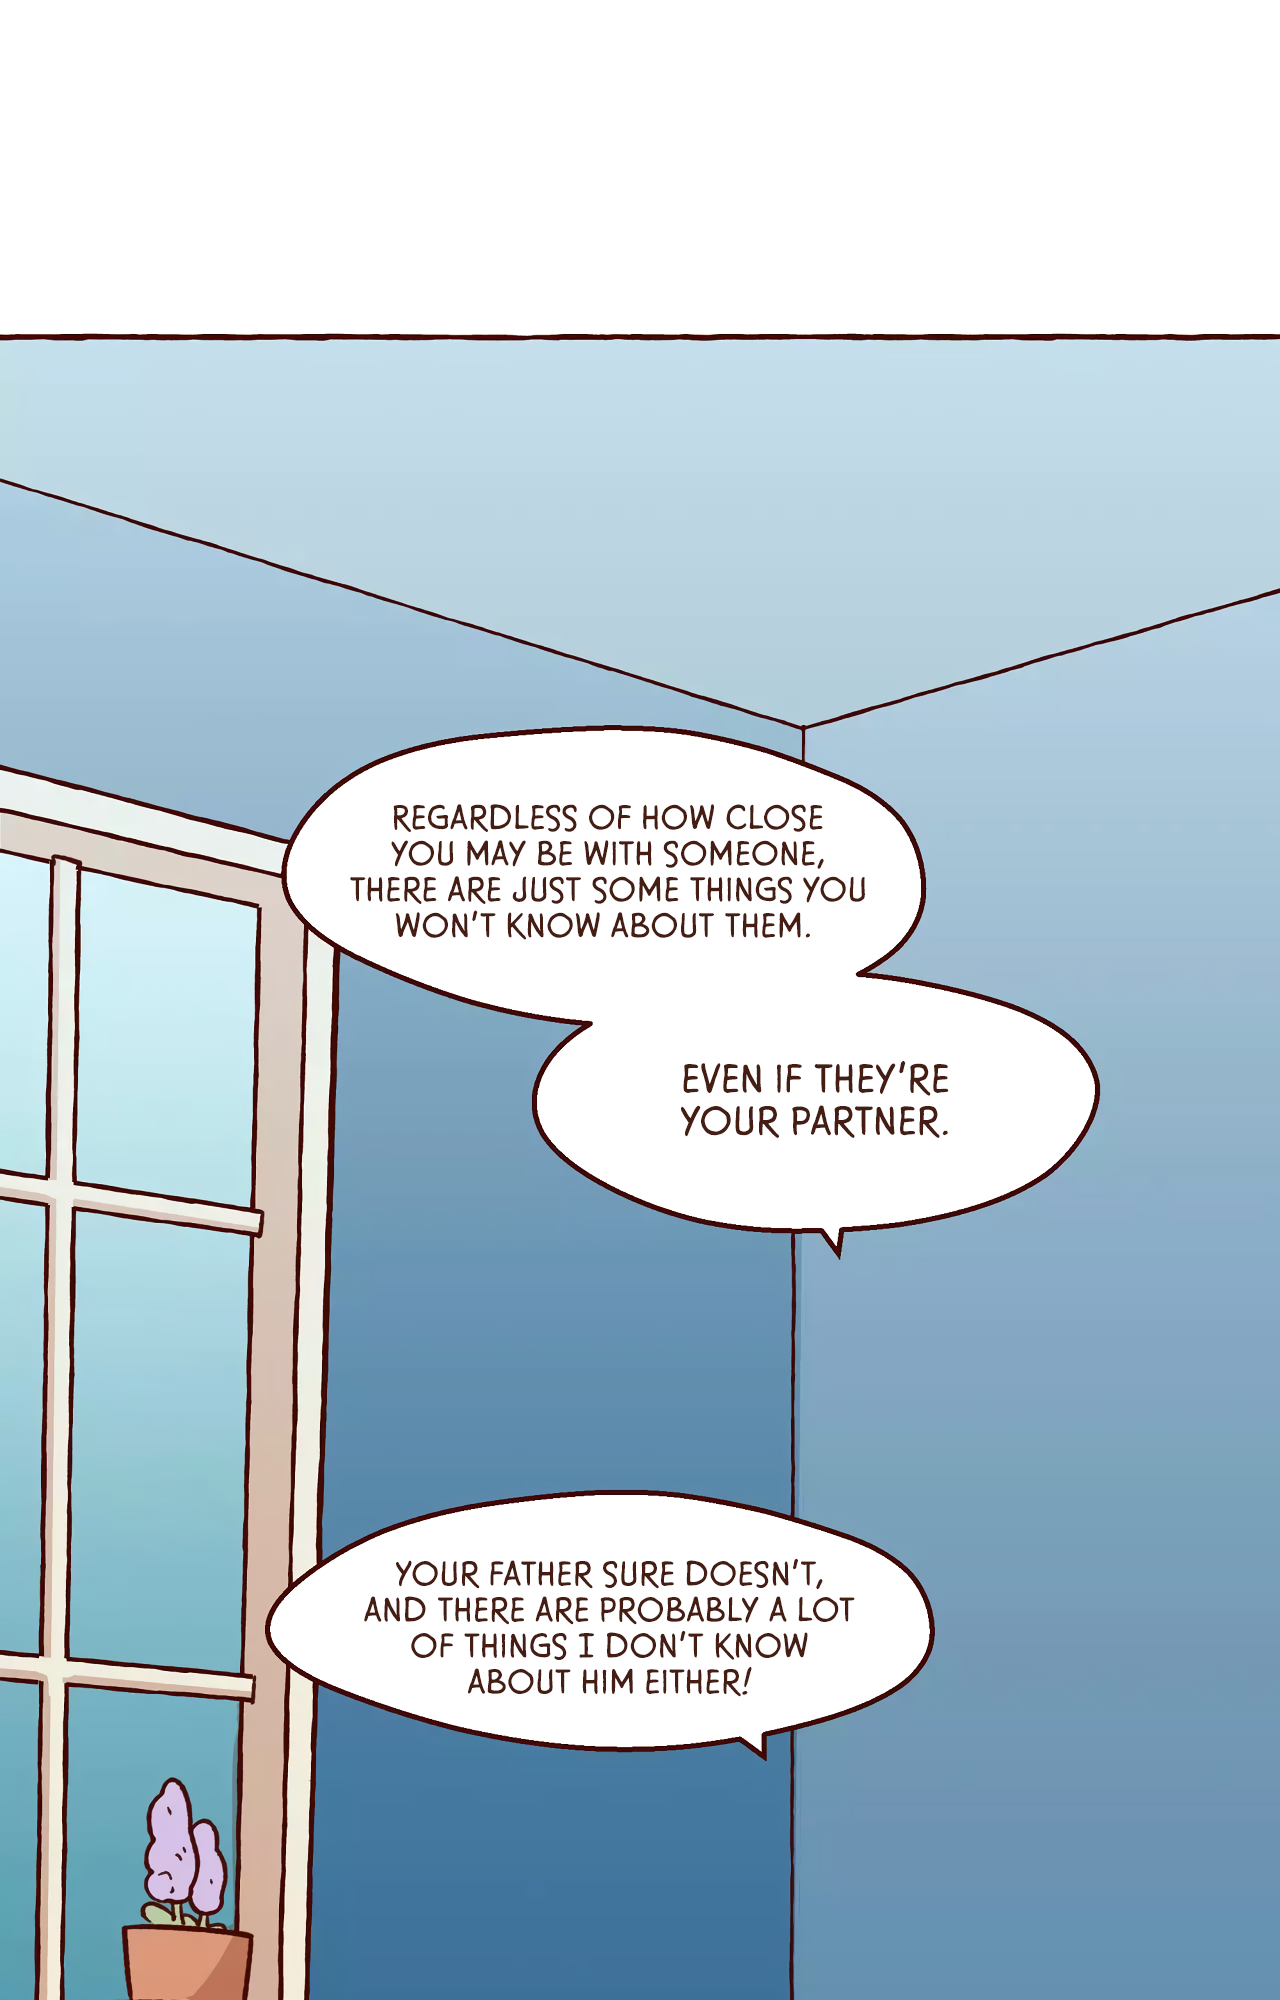 REGARDLESS OF HOW CLOSE
YOU MAY BE WITH SOMEONE,
THERE ARE JUST SOME THINGS YOU
WON'T KNOW ABOUT THEM.
EVEN IF THEY'RE
YOUR PARTNER.
YOUR FATHER SURE DOESN'T,
AND THERE ARE PROBABLY A LOT
OF THINGS I DON'T KNOW
ABOUT HIM EITHER!